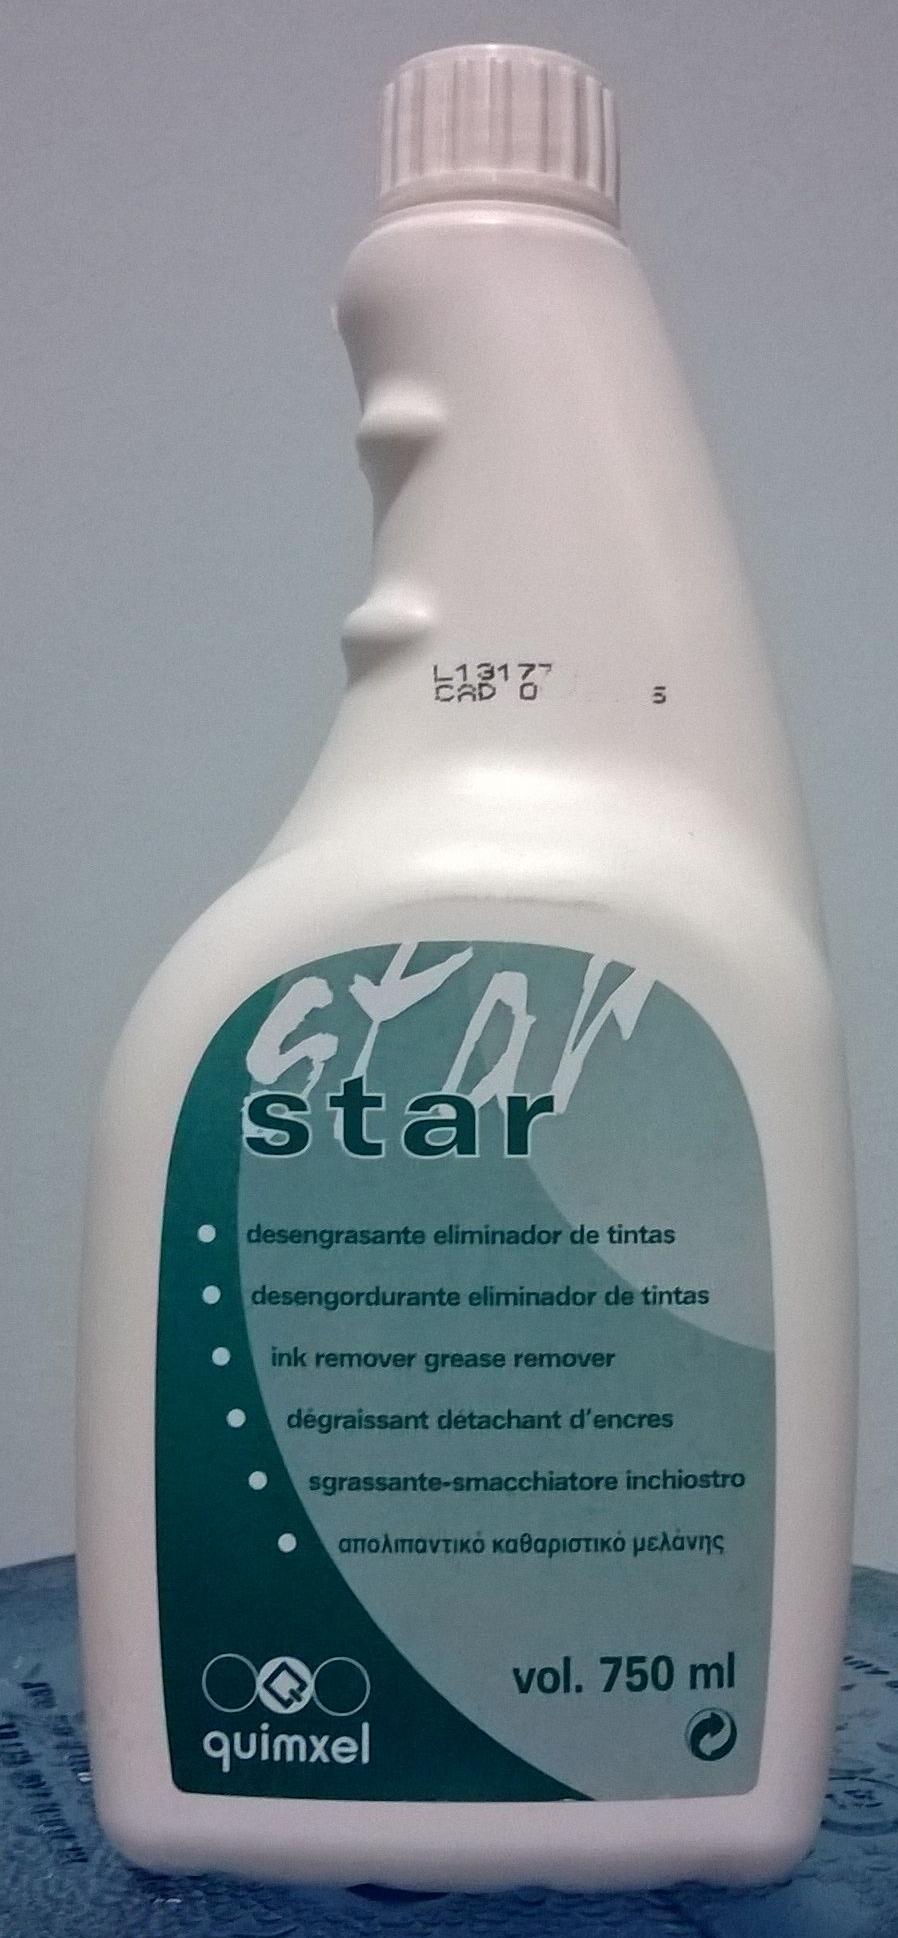 L13177
CAD 0 5
star
star
desengrasante eliminador de tintas
desengordurante eliminador de tintas
ink remover grease remover
dégraissant détachant d'encres
sgrassante-smacchiatore inchiostro
απολιπαντικό καθαριστικό μελάνης
vol. 750 ml
quimxel